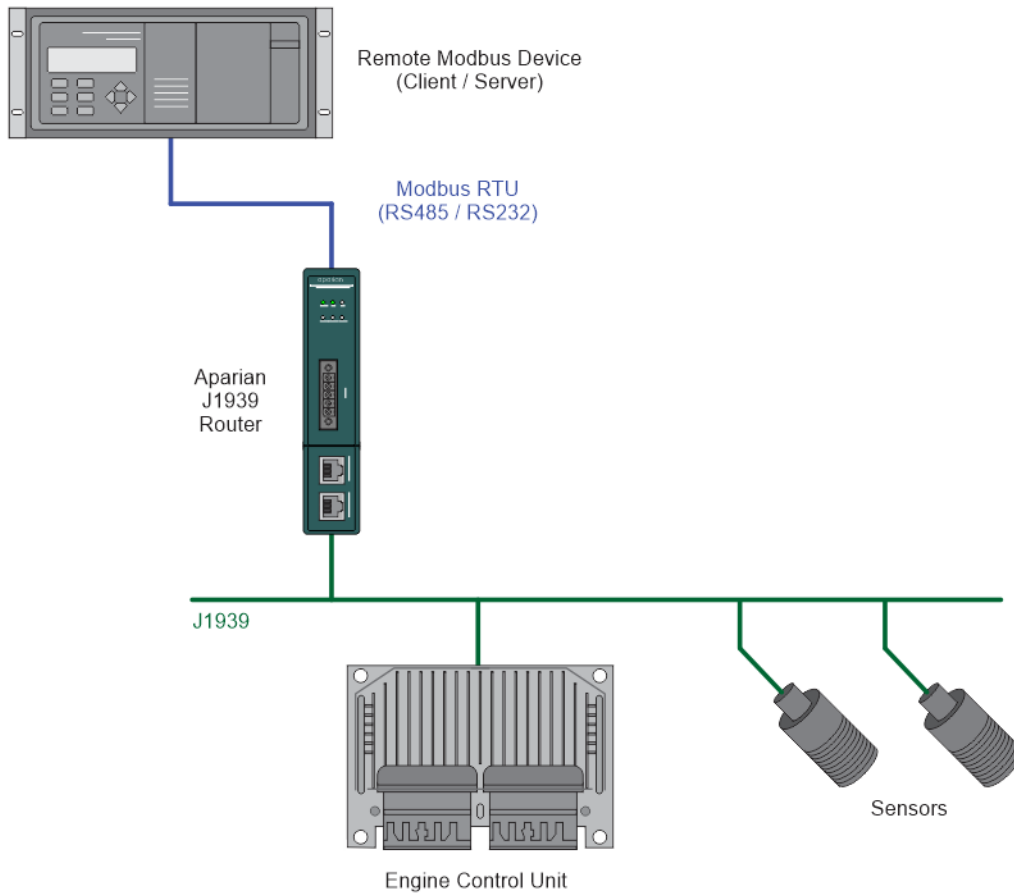 Remote Modbus Device
(Client / Server)
Modbus RTU
(RS485 / RS232)
Aparian
J1939
Router
J1939
Sensors
Engine Control Unit